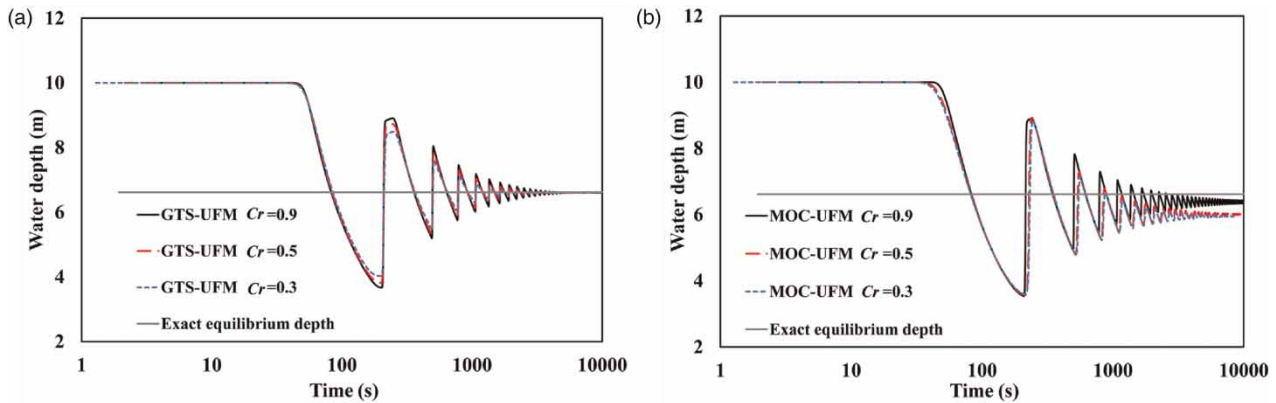 (a)
12
10
8
6
4
2
Water depth (m)
GTS-UFM Cr=0.9
GTS-UFM Cr=0.5
GTS-UFM Cr=0.3
Exact equilibrium depth
1
10
100
1000
10000
Time (s)
(b)
12
10
8
6
4
2
Water depth (m)
MOC-UFM Cr=0.9
MOC-UFM Cr=0.5
MOC-UFM Cr=0.3
Exact equilibrium depth
1
10
100
1000
10000
Time (s)